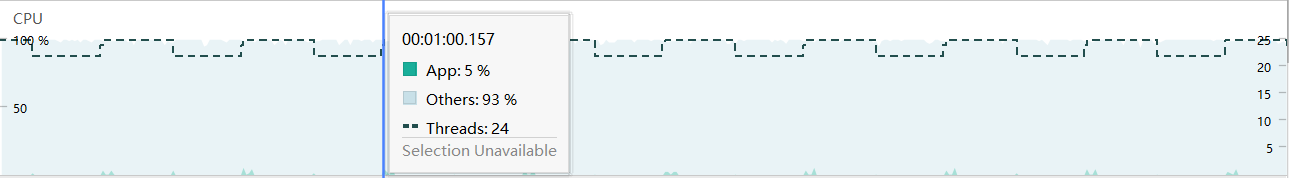 CPU
100 %
50
00:01:00.157
App: 5 %
Others: 93 %
Threads: 24
Selection Unavailable
25
20
15
10
5